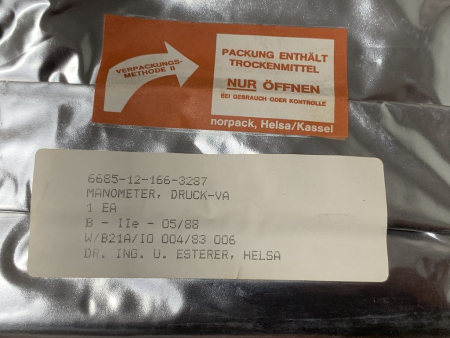 VERPACKUNGS-
METHODE II
PACKUNG ENTHÄLT
TROCKENMITTEL
NUR ÖFFNEN
BEI GEBRAUCH ODER KONTROLLE
norpack, Helsa/Kassel
6685-12-166-3287
MANOMETER, DRUCK-VA
1 EA
B - IIe - 05/88
W/B21A/IO 004/83 006
DR. ING. U. ESTERER, HELSA